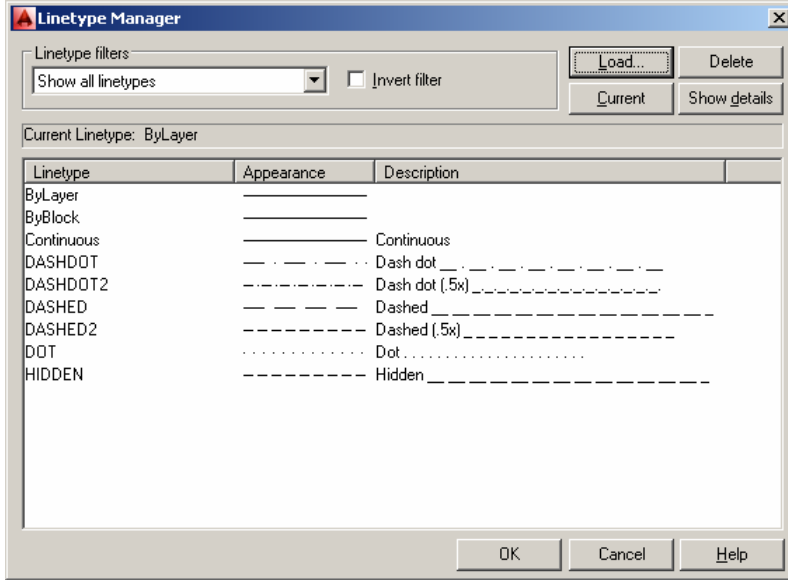 Linetype Manager
Linetype filters
Show all linetypes
Invert filter
Load...
Delete
Current
Show details
Current Linetype: ByLayer
Linetype Appearance Description
ByLayer
ByBlock
Continuous Continuous
DASHDOT Dash dot __ . __ . __ . __ . __ . __ . __ . __
DASHDOT2 Dash dot (.5x) _._._._._._._._._._._._._._._.
DASHED Dashed __ __ __ __ __ __ __ __ __ __ __ __ __ _
DASHED2 Dashed (.5x) _ _ _ _ _ _ _ _ _ _ _ _ _ _ _ _ _ _
DOT Dot . . . . . . . . . . . . . . . . . . . . . . . .
HIDDEN Hidden __ __ __ __ __ __ __ __ __ __ __ __ __ _
OK
Cancel
Help